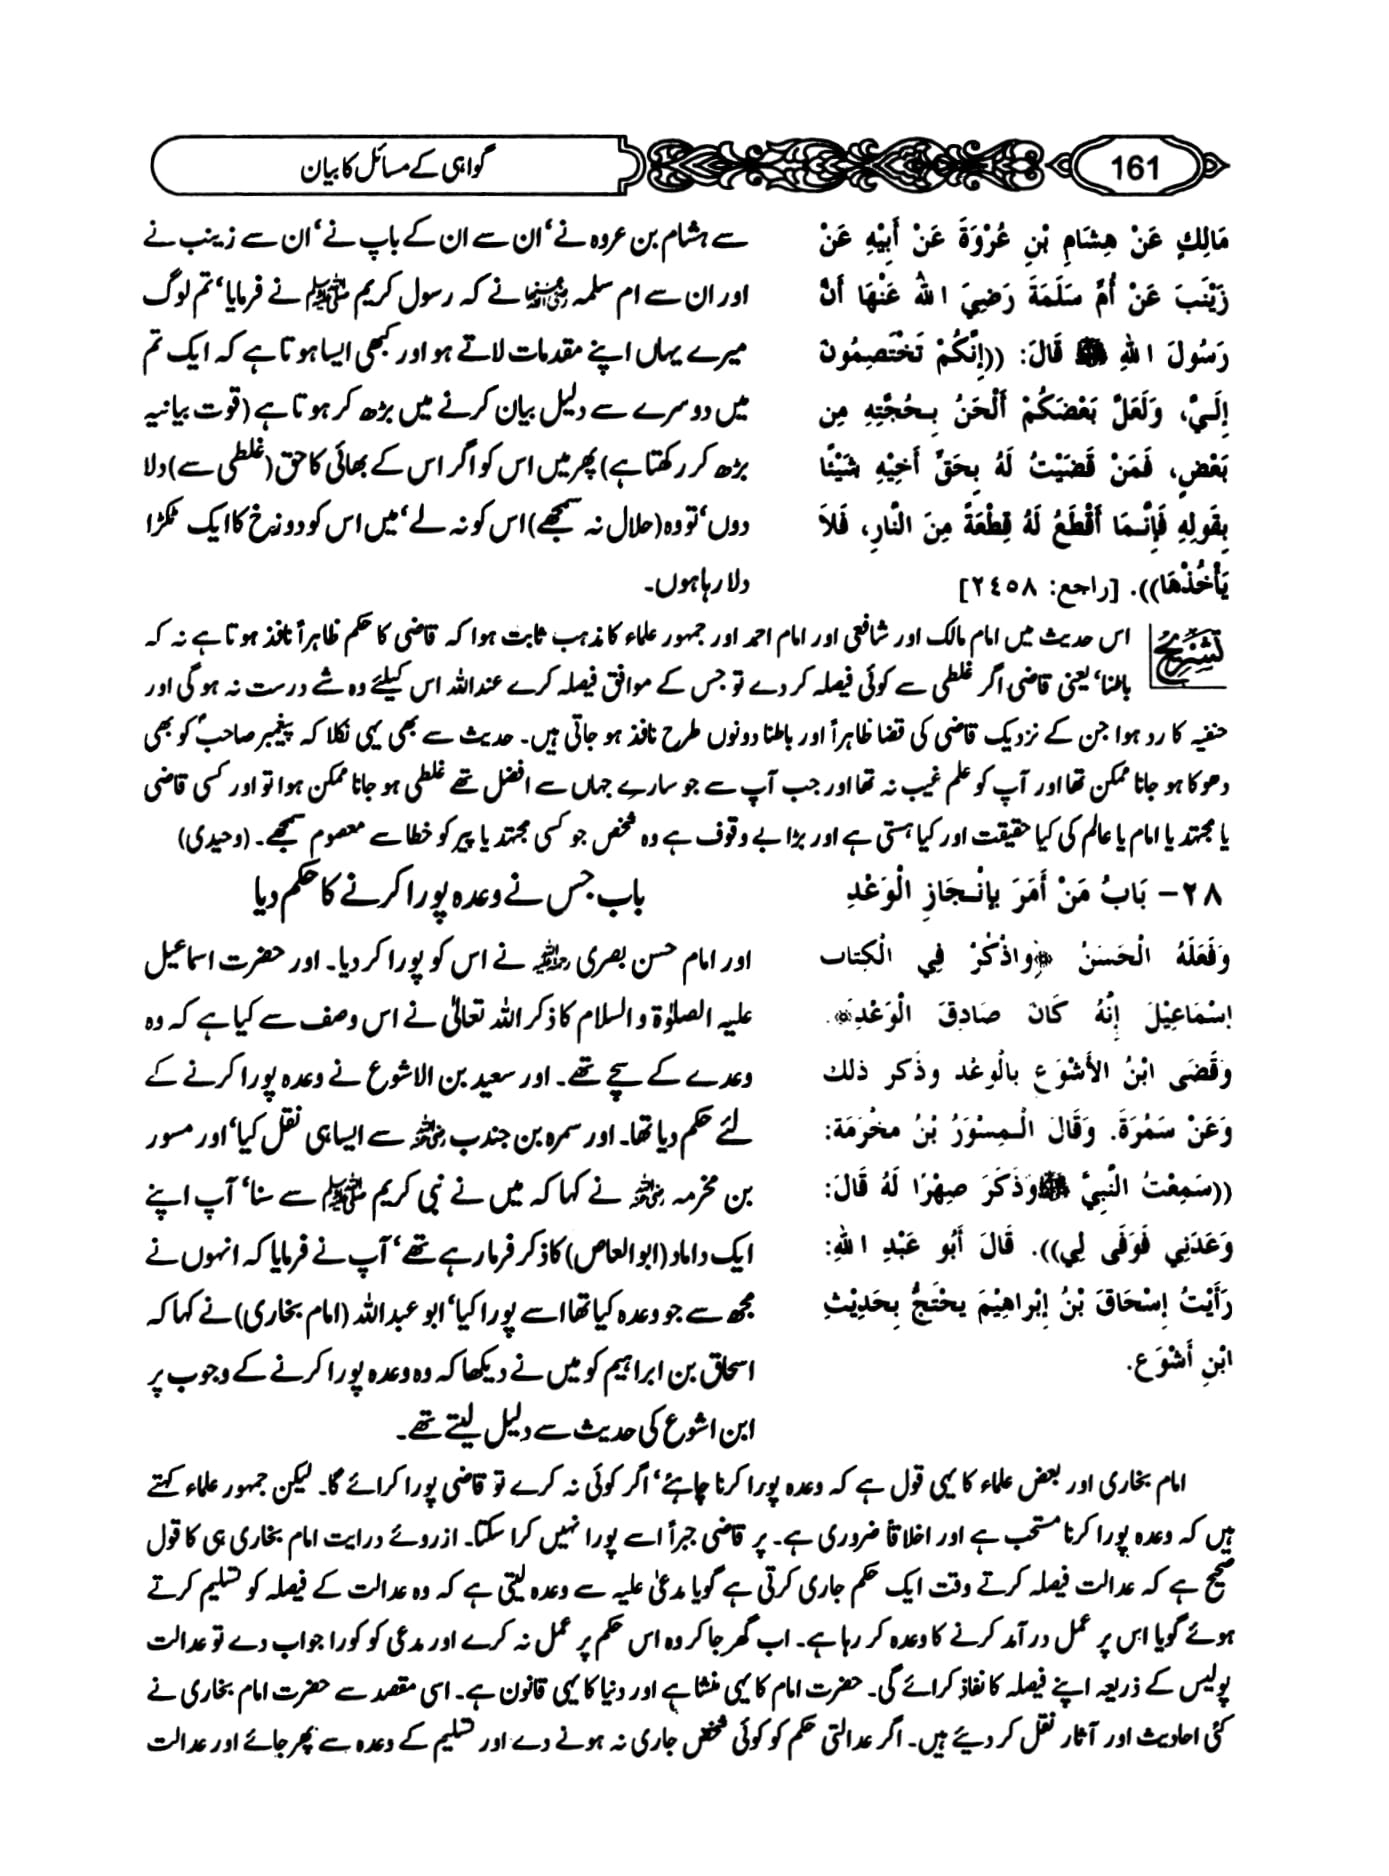 161
گواہی کے مسائل کا بیان
مَالِكٍ عَنْ هِشَامِ بْنِ عُرْوَةَ عَنْ أَبِيْهِ عَنْ
زَيْنَبَ عَنْ أُمِّ سَلَمَةَ رَضِيَ اللهُ عَنْهَا أَنَّ
رَسُولَ اللهِ ﷺ قَالَ: ((إِنَّكُمْ تَخْتَصِمُونَ
إِلَيَّ، وَلَعَلَّ بَعْضَكُمْ أَلْحَنُ بِحُجَّتِهِ مِن
بَعْضٍ، فَمَنْ قَضَيْتُ لَهُ بِحَقِّ أَخِيْهِ شَيْئًا
بِقَولِهِ فَإِنَّمَا أَقْطَعُ لَهُ قِطْعَةً مِنَ النَّارِ، فَلاَ
يَأْخُذْهَا)). [راجع: ٢٤٥٨]
سے ہشام بن عروہ نے‘ ان سے ان کے باپ نے‘ ان سے زینب نے
اور ان سے ام سلمہ رضی اللہ عنہا نے کہ رسول کریم ﷺ نے فرمایا‘ تم لوگ
میرے یہاں اپنے مقدمات لاتے ہو اور کبھی ایسا ہوتا ہے کہ ایک تم
میں دوسرے سے دلیل بیان کرنے میں بڑھ کر ہوتا ہے (قوت بیانیہ
بڑھ کر رکھتا ہے) پھر میں اس کو اگر اس کے بھائی کا حق (غلطی سے) دلا
دوں‘ تو وہ (حلال نہ سمجھے) اس کو نہ لے‘ میں اس کو دوزخ کا ایک ٹکڑا
دلا رہا ہوں۔
تشریح اس حدیث میں امام مالک اور شافعی اور امام احمد اور جمہور علماء کا مذہب ثابت ہوا کہ قاضی کا حکم ظاہراً نافذ ہوتا ہے نہ کہ
باطنا‘ یعنی قاضی اگر غلطی سے کوئی فیصلہ کر دے تو جس کے موافق فیصلہ کرے عنداللہ اس کیلئے وہ شے درست نہ ہوگی اور
حنفیہ کا رد ہوا جن کے نزدیک قاضی کی قضا ظاہراً اور باطنا دونوں طرح نافذ ہو جاتی ہیں۔ حدیث سے بھی یہی نکلا کہ پیغمبر صاحبؐ کو بھی
دھوکا ہو جانا ممکن تھا اور آپ کو علم غیب نہ تھا اور جب آپ سے جو سارے جہاں سے افضل تھے غلطی ہو جانا ممکن ہوا تو اور کسی قاضی
یا مجتہد یا امام یا عالم کی کیا حقیقت اور کیا ہستی ہے اور بڑا بے وقوف ہے وہ شخص جو کسی مجتہد یا پیر کو خطا سے معصوم سمجھے۔ (وحیدی)
٢٨- بَابُ مَنْ أَمَرَ بِإِنْجَازِ الْوَعْدِ
باب جس نے وعدہ پورا کرنے کا حکم دیا
وَفَعَلَهُ الْحَسَنُ ﴿وَاذْكُرْ فِي الْكِتَاب
إِسْمَاعِيْلَ إِنَّهُ كَانَ صَادِقَ الْوَعْدِ﴾.
وَقَضَى ابْنُ الأَشْوَعِ بِالْوَعْدِ وذَكر ذلك
وَعَنْ سَمُرَةَ. وَقَالَ الْمِسْوَرُ بْنُ مَخْرَمَة:
((سَمِعْتُ النَّبِيَّ ﷺ وَذَكَرَ صِهْرًا لَهُ قَالَ:
وَعَدَنِي فَوَفَى لِي)). قَالَ أَبُو عَبْدِ اللهِ:
رَأَيْتُ إِسْحَاقَ بْنُ إِبْراهِيْمَ يَحْتَجُّ بِحَدِيْثِ
ابْنِ أَشْوَع.
اور امام حسن بصری رحمہ اللہ نے اس کو پورا کر دیا۔ اور حضرت اسماعیل
علیہ الصلوٰۃ والسلام کا ذکر اللہ تعالیٰ نے اس وصف سے کیا ہے کہ وہ
وعدے کے سچے تھے۔ اور سعید بن الاشوع نے وعدہ پورا کرنے کے
لئے حکم دیا تھا۔ اور سمرہ بن جندب رضی اللہ عنہ سے ایسا ہی نقل کیا‘ اور مسور
بن مخرمہ رضی اللہ عنہ نے کہا کہ میں نے نبی کریم ﷺ سے سنا‘ آپ اپنے
ایک داماد (ابوالعاص) کا ذکر فرما رہے تھے‘ آپ نے فرمایا کہ انہوں نے
مجھ سے جو وعدہ کیا تھا اسے پورا کیا‘ ابو عبداللہ (امام بخاری) نے کہا کہ
اسحاق بن ابراہیم کو میں نے دیکھا کہ وہ وعدہ پورا کرنے کے وجوب پر
ابن اشوع کی حدیث سے دلیل لیتے تھے۔
امام بخاری اور بعض علماء کا یہی قول ہے کہ وعدہ پورا کرنا چاہئے‘ اگر کوئی نہ کرے تو قاضی پورا کرائے گا۔ لیکن جمہور علماء کہتے
ہیں کہ وعدہ پورا کرنا مستحب ہے اور اخلاقاً ضروری ہے۔ پر قاضی جبراً اسے پورا نہیں کرا سکتا۔ ازروئے درایت امام بخاری ہی کا قول
صحیح ہے کہ عدالت فیصلہ کرتے وقت ایک حکم جاری کرتی ہے گویا مدعیٰ علیہ سے وعدہ لیتی ہے کہ وہ عدالت کے فیصلہ کو تسلیم کرتے
ہوئے گویا اس پر عمل درآمد کرنے کا وعدہ کر رہا ہے۔ اب گھر جا کر وہ اس حکم پر عمل نہ کرے اور مدعی کو کورا جواب دے تو عدالت
پولیس کے ذریعہ اپنے فیصلہ کا نفاذ کرائے گی۔ حضرت امام کا یہی منشا ہے اور دنیا کا یہی قانون ہے۔ اسی مقصد سے حضرت امام بخاری نے
کئی احادیث اور آثار نقل کر دیئے ہیں۔ اگر عدالتی حکم کو کوئی شخص جاری نہ ہونے دے اور تسلیم کے وعدہ سے پھر جائے اور عدالت